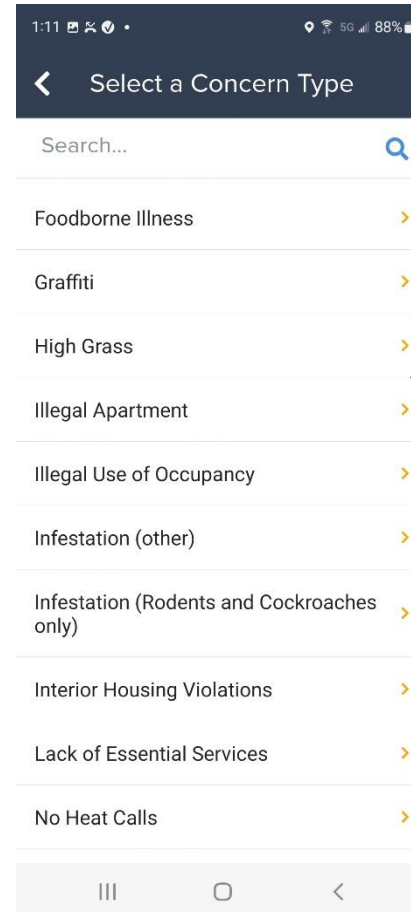 1:11 5G 88%
Select a Concern Type
Search...
Foodborne Illness
Graffiti
High Grass
Illegal Apartment
Illegal Use of Occupancy
Infestation (other)
Infestation (Rodents and Cockroaches
only)
Interior Housing Violations
Lack of Essential Services
No Heat Calls